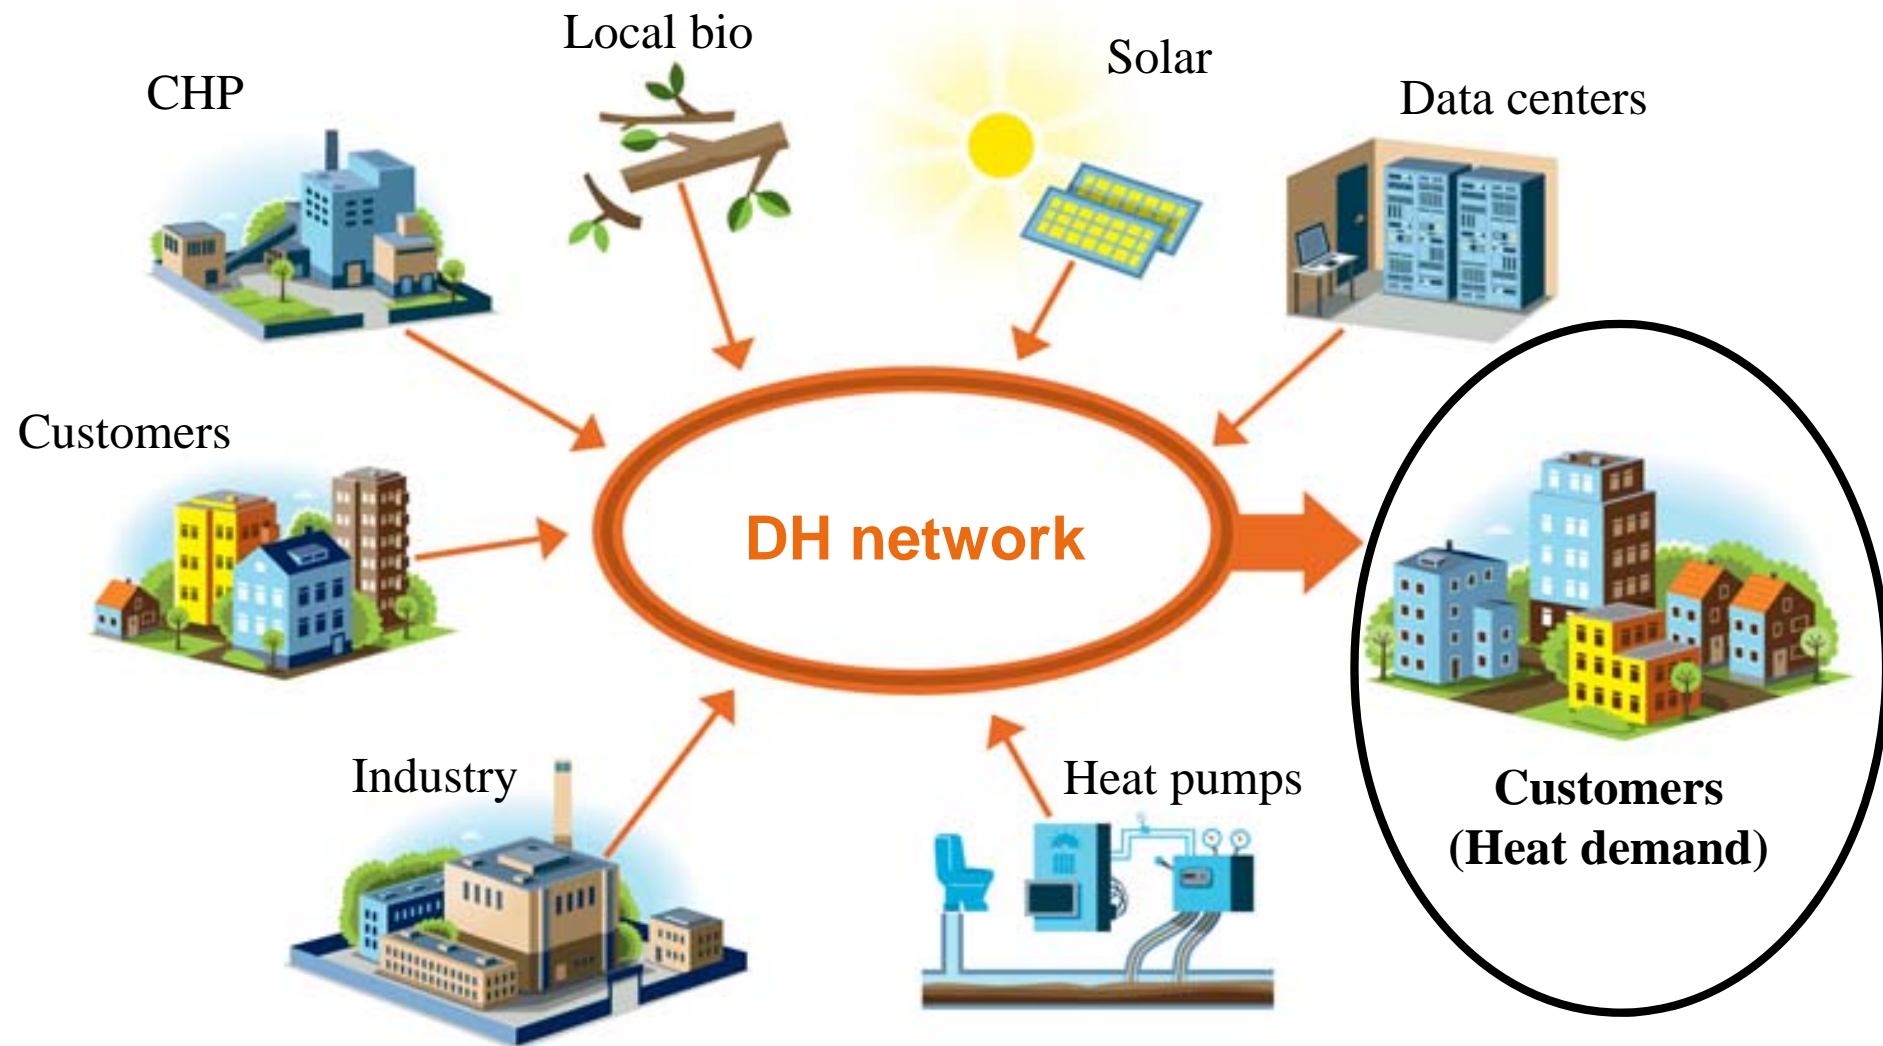 Local bio
Solar
CHP
Data centers
Customers
DH network
Industry
Heat pumps
Customers
(Heat demand)